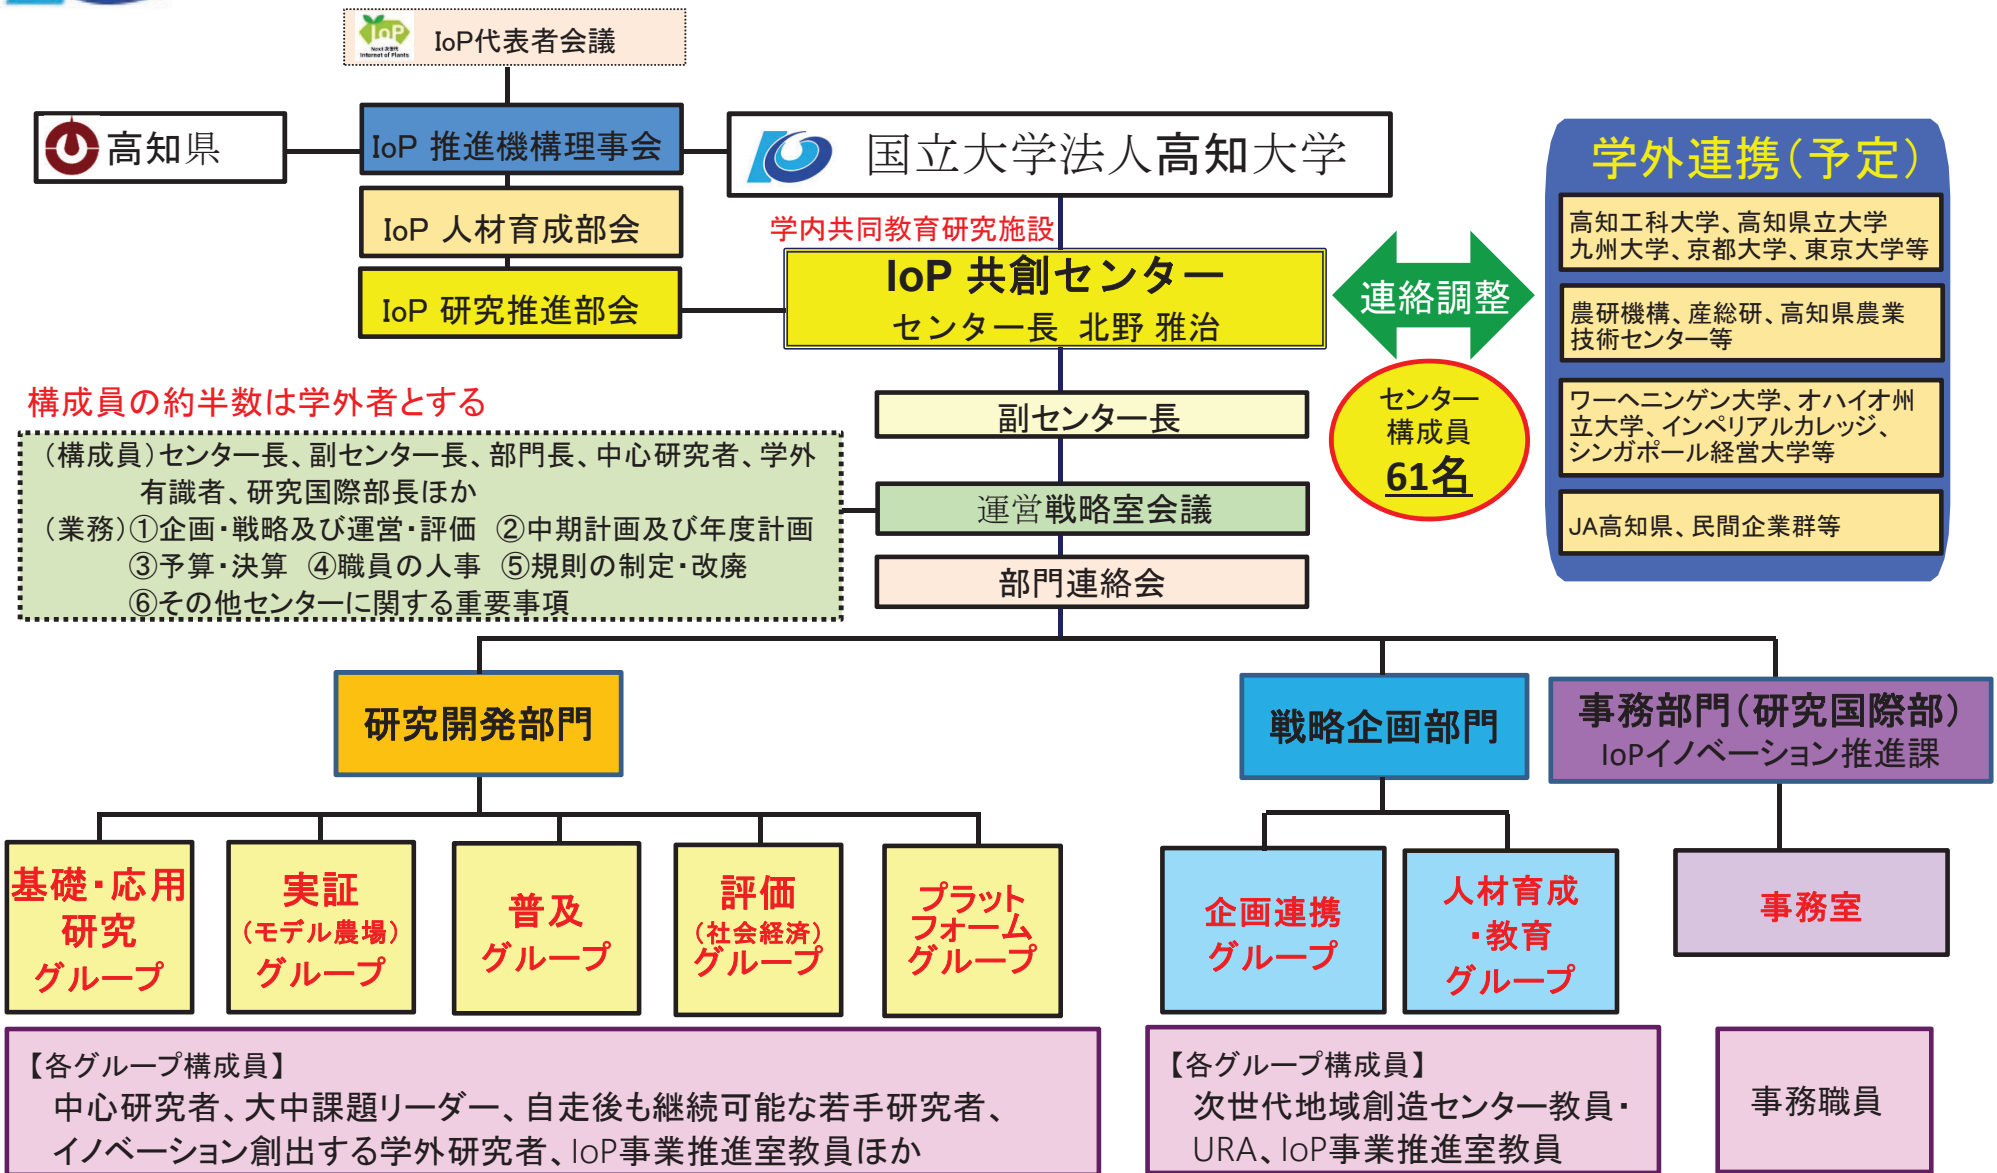 IoP
Next 次世代
Internet of Plants
IoP代表者会議
高知県
IoP 推進機構理事会
国立大学法人高知大学
IoP 人材育成部会
IoP 研究推進部会
学内共同教育研究施設
IoP 共創センター
センター長 北野 雅治
連絡調整
学外連携(予定)
高知工科大学、高知県立大学
九州大学、京都大学、東京大学等
農研機構、産総研、高知県農業
技術センター等
ワーヘニンゲン大学、オハイオ州
立大学、インペリアルカレッジ、
シンガポール経営大学等
JA高知県、民間企業群等
センター
構成員
61名
副センター長
運営戦略室会議
部門連絡会
構成員の約半数は学外者とする
(構成員)センター長、副センター長、部門長、中心研究者、学外
有識者、研究国際部長ほか
(業務)①企画・戦略及び運営・評価 ②中期計画及び年度計画
③予算・決算 ④職員の人事 ⑤規則の制定・改廃
⑥その他センターに関する重要事項
研究開発部門
戦略企画部門
事務部門(研究国際部)
IoPイノベーション推進課
基礎・応用
研究
グループ
実証
(モデル農場)
グループ
普及
グループ
評価
(社会経済)
グループ
プラット
フォーム
グループ
企画連携
グループ
人材育成
・教育
グループ
事務室
【各グループ構成員】
中心研究者、大中課題リーダー、自走後も継続可能な若手研究者、
イノベーション創出する学外研究者、IoP事業推進室教員ほか
【各グループ構成員】
次世代地域創造センター教員・
URA、IoP事業推進室教員
事務職員